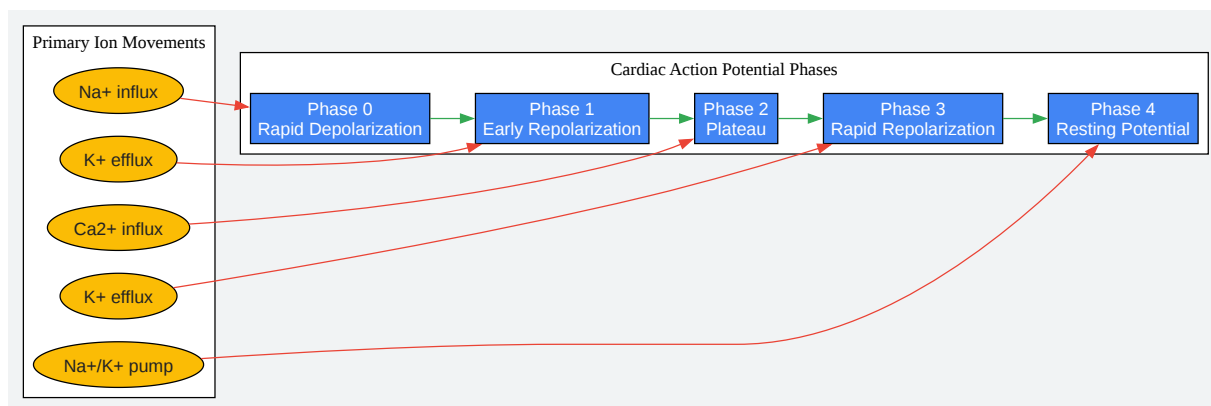 Primary Ion Movements
Na+ influx
K+ efflux
Ca2+ influx
K+ efflux
Na+/K+ pump
Cardiac Action Potential Phases
Phase 0
Rapid Depolarization
Phase 1
Early Repolarization
Phase 2
Plateau
Phase 3
Rapid Repolarization
Phase 4
Resting Potential